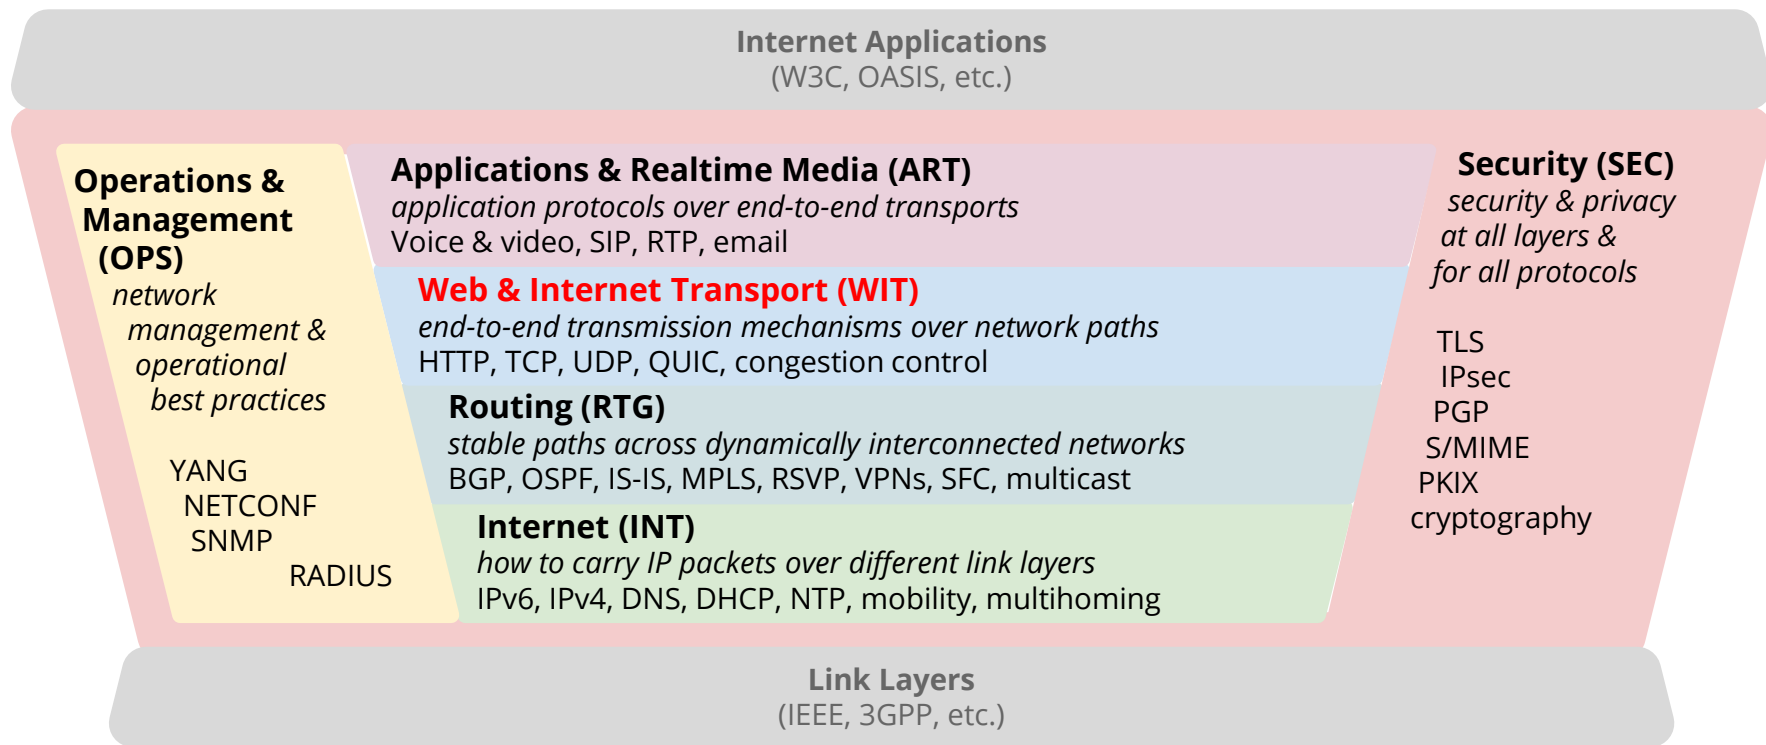 Internet Applications
(W3C, OASIS, etc.)
Operations &
Management
(OPS)
network
management &
operational
best practices
YANG
NETCONF
SNMP
RADIUS
Applications & Realtime Media (ART)
application protocols over end-to-end transports
Voice & video, SIP, RTP, email
Web & Internet Transport (WIT)
end-to-end transmission mechanisms over network paths
HTTP, TCP, UDP, QUIC, congestion control
Routing (RTG)
stable paths across dynamically interconnected networks
BGP, OSPF, IS-IS, MPLS, RSVP, VPNs, SFC, multicast
Internet (INT)
how to carry IP packets over different link layers
IPv6, IPv4, DNS, DHCP, NTP, mobility, multihoming
Security (SEC)
security & privacy
at all layers &
for all protocols
TLS
IPsec
PGP
S/MIME
PKIX
cryptography
Link Layers
(IEEE, 3GPP, etc.)